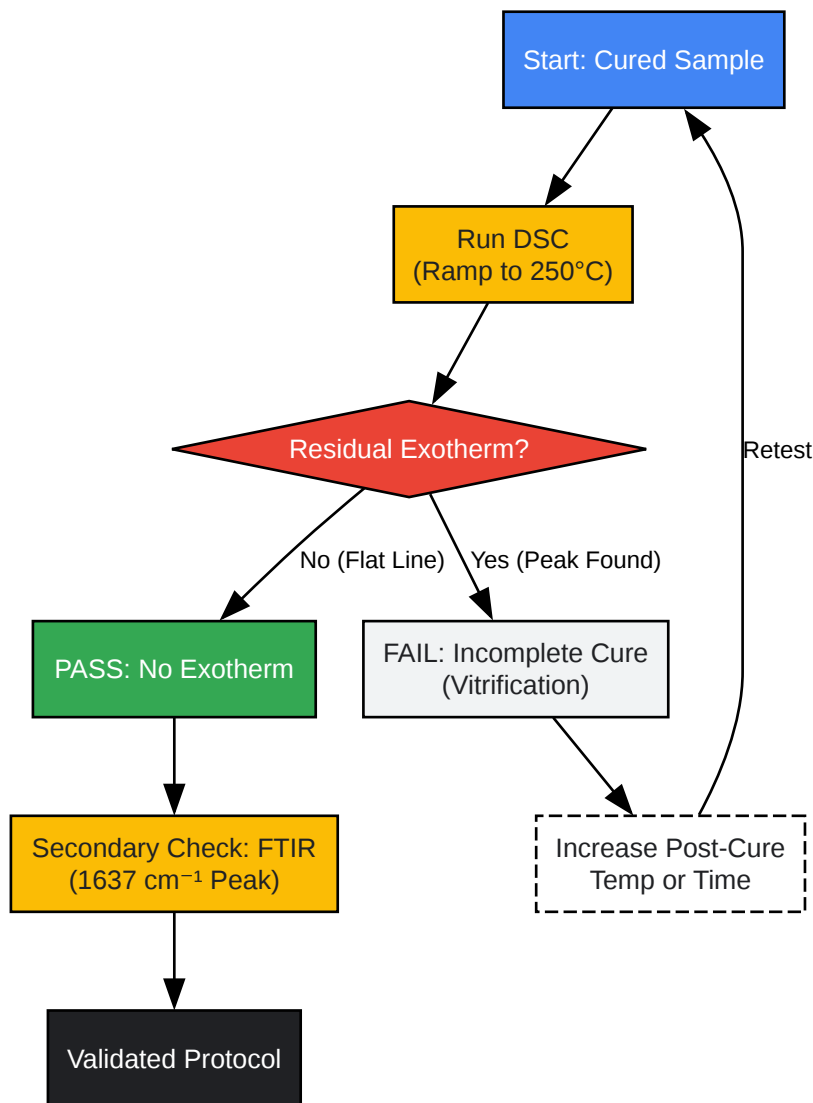 Start: Cured Sample
Run DSC
(Ramp to 250°C)
Residual Exotherm?
Retest
No (Flat Line)
Yes (Peak Found)
PASS: No Exotherm
FAIL: Incomplete Cure
(Vitrification)
Secondary Check: FTIR
(1637 cm⁻¹ Peak)
Increase Post-Cure
Temp or Time
Validated Protocol